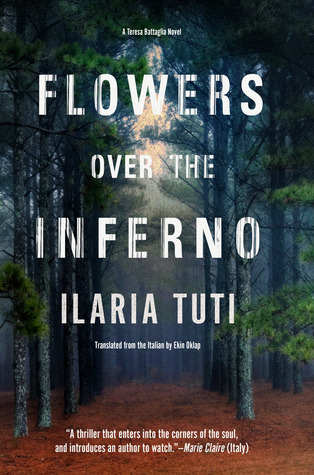 A Teresa Battaglia Novel
FLOWERS
OVER THE
INFERNO
ILARIA TUTI
Translated from the Italian by Ekin Oklap
“A thriller that enters into the corners of the soul,
and introduces an author to watch.”—Marie Claire (Italy)